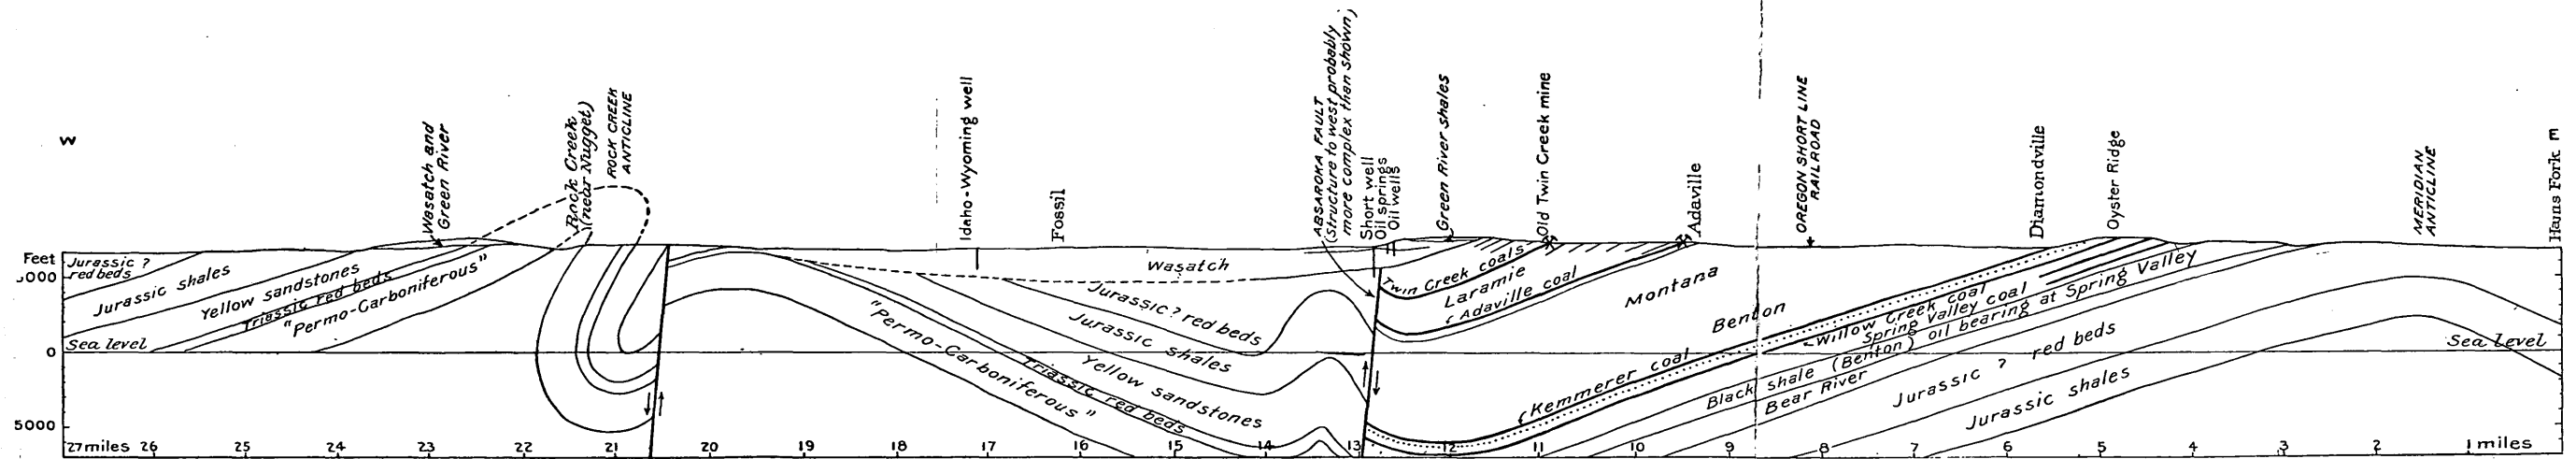 W
E
Wasatch and
Green River
Rock Creek
(near Nugget)
ROCK CREEK
ANTICLINE
Idaho-Wyoming well
Fossil
ABSAROKA FAULT
(Structure to west probably
more complex than shown)
Short well
Oil springs
Oil wells
Green River shales
Old Twin Creek mine
Adaville
OREGON SHORT LINE
RAILROAD
Diamondville
Oyster Ridge
MERIDIAN
ANTICLINE
Hams Fork
Feet
5000
0
5000
Jurassic ?
red beds
Jurassic shales
Yellow sandstones
Triassic red beds
"Permo-Carboniferous"
Sea level
Wasatch
Jurassic? red beds
Jurassic shales
Yellow sandstones
Triassic red beds
"Permo-Carboniferous"
Twin Creek coals
Laramie
Adaville coal
Montana
Benton
Kemmerer coal
Willow Creek coal
Spring Valley coal
Black shale (Benton) oil bearing at Spring Valley
Bear River
Jurassic ? red beds
Jurassic shales
Sea level
27 miles 26 25 24 23 22 21 20 19 18 17 16 15 14 13 12 11 10 9 8 7 6 5 4 3 2 1 miles